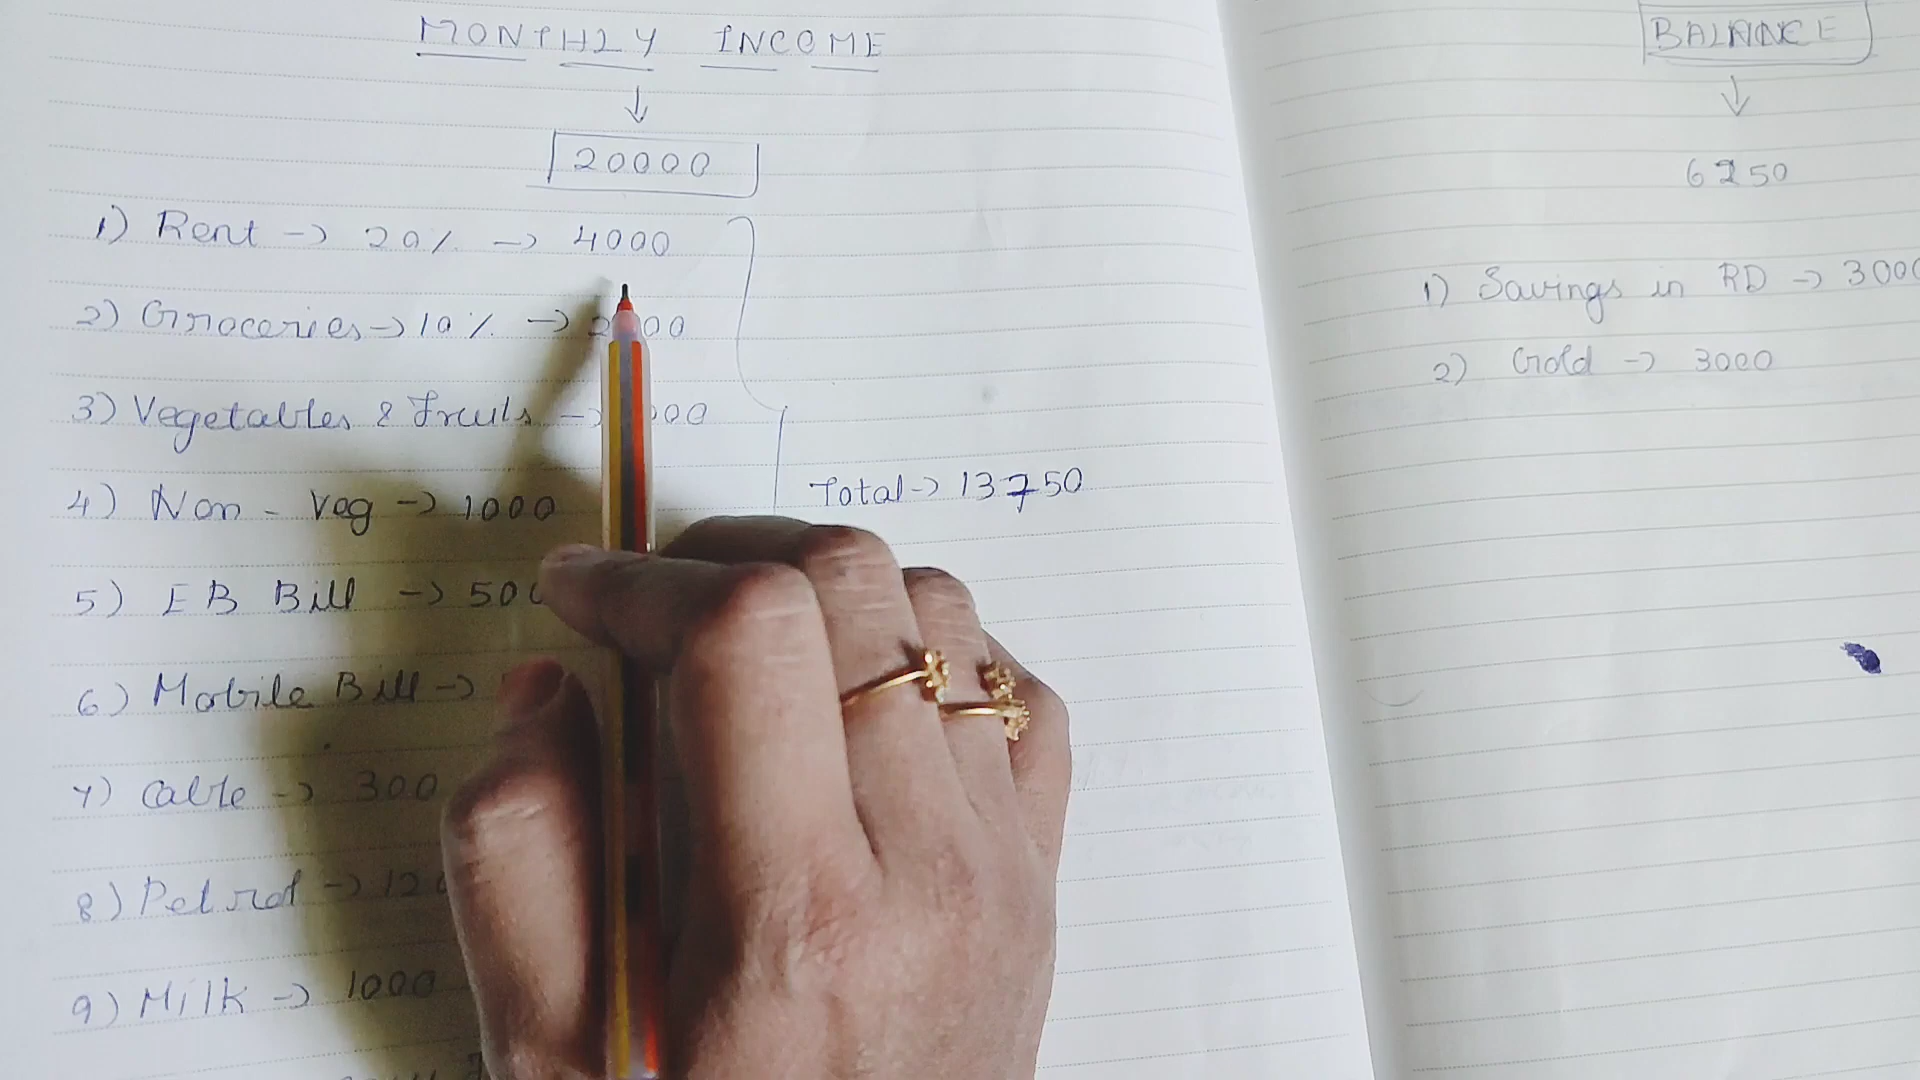 MONTHLY INCOME
↓
20000
1) Rent → 20% → 4000
2) Groceries → 10% →
3) Vegetables & Fruits →
4) Non - Veg → 1000
Total → 13750
5) EB Bill →
6) Mobile Bill →
7) Cable → 300
8) Petrol →
9) Milk → 1000
BALANCE
↓
6250
1) Savings in RD →
2) Gold → 3000